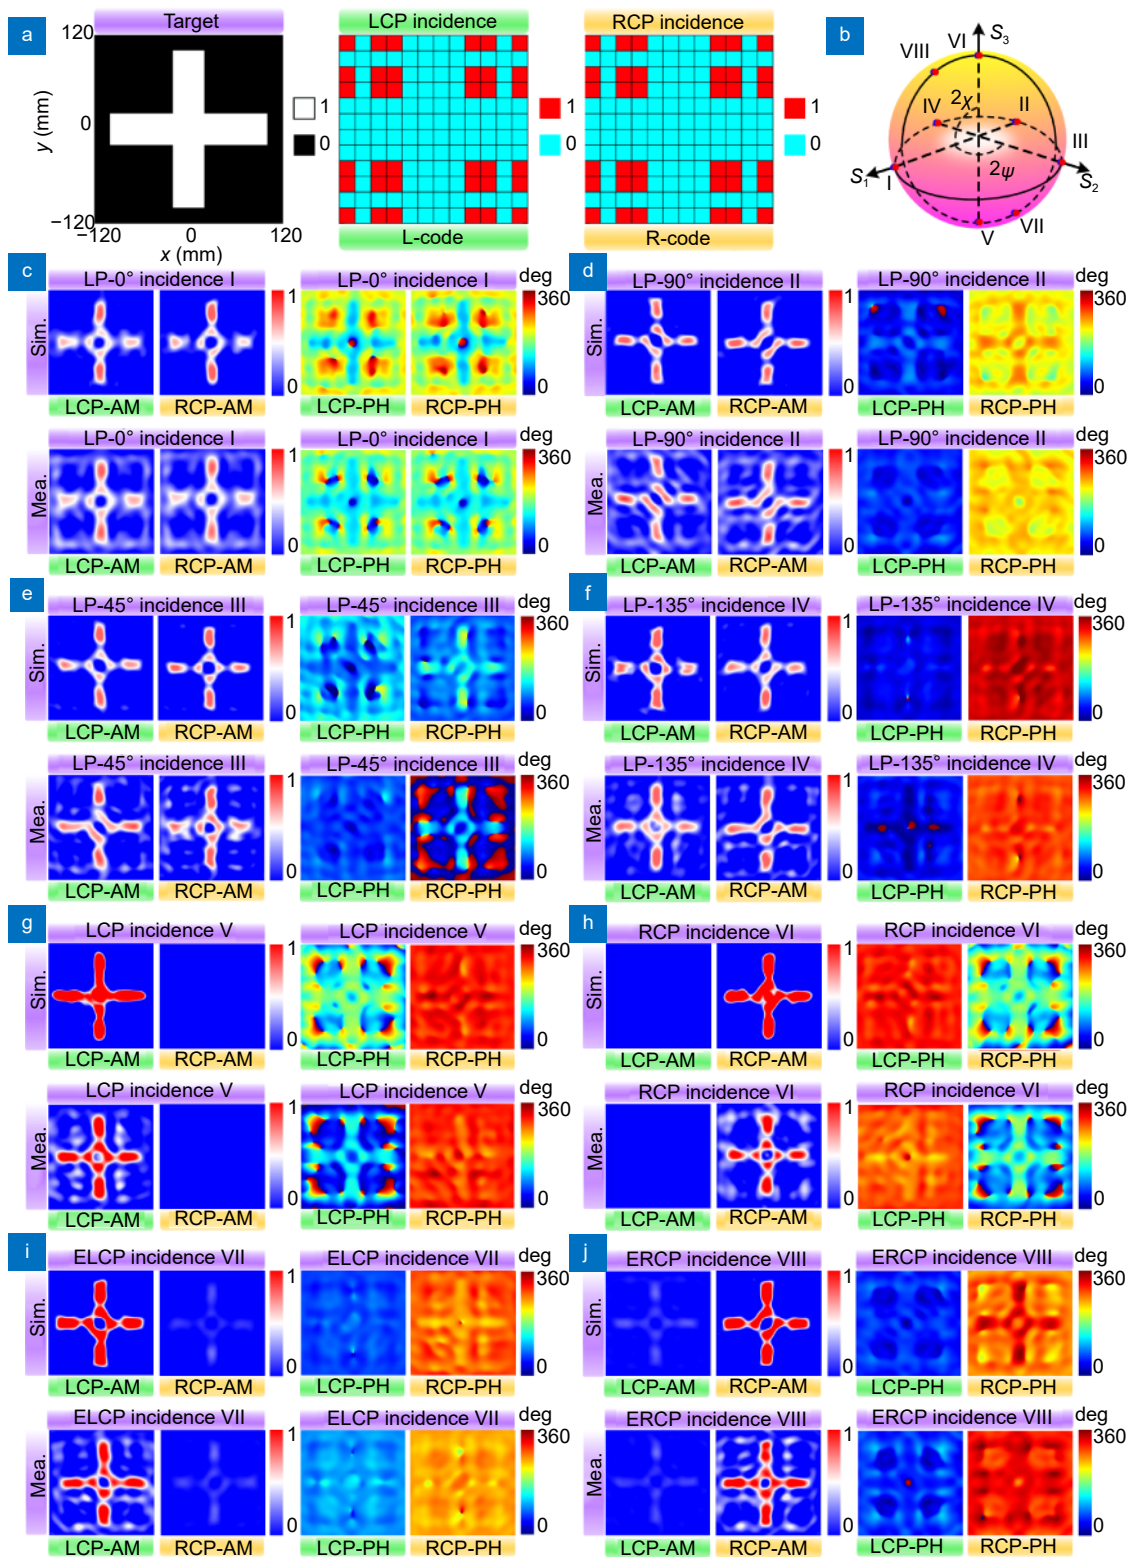 a
Target
LCP incidence
RCP incidence
b
120
0
−120
y (mm)
−120
0
120
x (mm)
1
0
1
0
1
0
L-code
R-code
VIII
VI
S3
2χ
IV
II
III
S1
I
2ψ
S2
V
VII
c
LP-0° incidence I
LP-0° incidence I
deg
d
LP-90° incidence II
LP-90° incidence II
deg
Sim.
1
0
360
0
Sim.
1
0
360
0
LCP-AM
RCP-AM
LCP-PH
RCP-PH
LCP-AM
RCP-AM
LCP-PH
RCP-PH
LP-0° incidence I
LP-0° incidence I
deg
LP-90° incidence II
LP-90° incidence II
deg
Mea.
1
0
360
0
Mea.
1
0
360
0
LCP-AM
RCP-AM
LCP-PH
RCP-PH
LCP-AM
RCP-AM
LCP-PH
RCP-PH
e
LP-45° incidence III
LP-45° incidence III
deg
f
LP-135° incidence IV
LP-135° incidence IV
deg
Sim.
1
0
360
0
Sim.
1
0
360
0
LCP-AM
RCP-AM
LCP-PH
RCP-PH
LCP-AM
RCP-AM
LCP-PH
RCP-PH
LP-45° incidence III
LP-45° incidence III
deg
LP-135° incidence IV
LP-135° incidence IV
deg
Mea.
1
0
360
0
Mea.
1
0
360
0
LCP-AM
RCP-AM
LCP-PH
RCP-PH
LCP-AM
RCP-AM
LCP-PH
RCP-PH
g
LCP incidence V
LCP incidence V
deg
h
RCP incidence VI
RCP incidence VI
deg
Sim.
1
0
360
0
Sim.
1
0
360
0
LCP-AM
RCP-AM
LCP-PH
RCP-PH
LCP-AM
RCP-AM
LCP-PH
RCP-PH
LCP incidence V
LCP incidence V
deg
RCP incidence VI
RCP incidence VI
deg
Mea.
1
0
360
0
Mea.
1
0
360
0
LCP-AM
RCP-AM
LCP-PH
RCP-PH
LCP-AM
RCP-AM
LCP-PH
RCP-PH
i
ELCP incidence VII
ELCP incidence VII
deg
j
ERCP incidence VIII
ERCP incidence VIII
deg
Sim.
1
0
360
0
Sim.
1
0
360
0
LCP-AM
RCP-AM
LCP-PH
RCP-PH
LCP-AM
RCP-AM
LCP-PH
RCP-PH
ELCP incidence VII
ELCP incidence VII
deg
ERCP incidence VIII
ERCP incidence VIII
deg
Mea.
1
0
360
0
Mea.
1
0
360
0
LCP-AM
RCP-AM
LCP-PH
RCP-PH
LCP-AM
RCP-AM
LCP-PH
RCP-PH